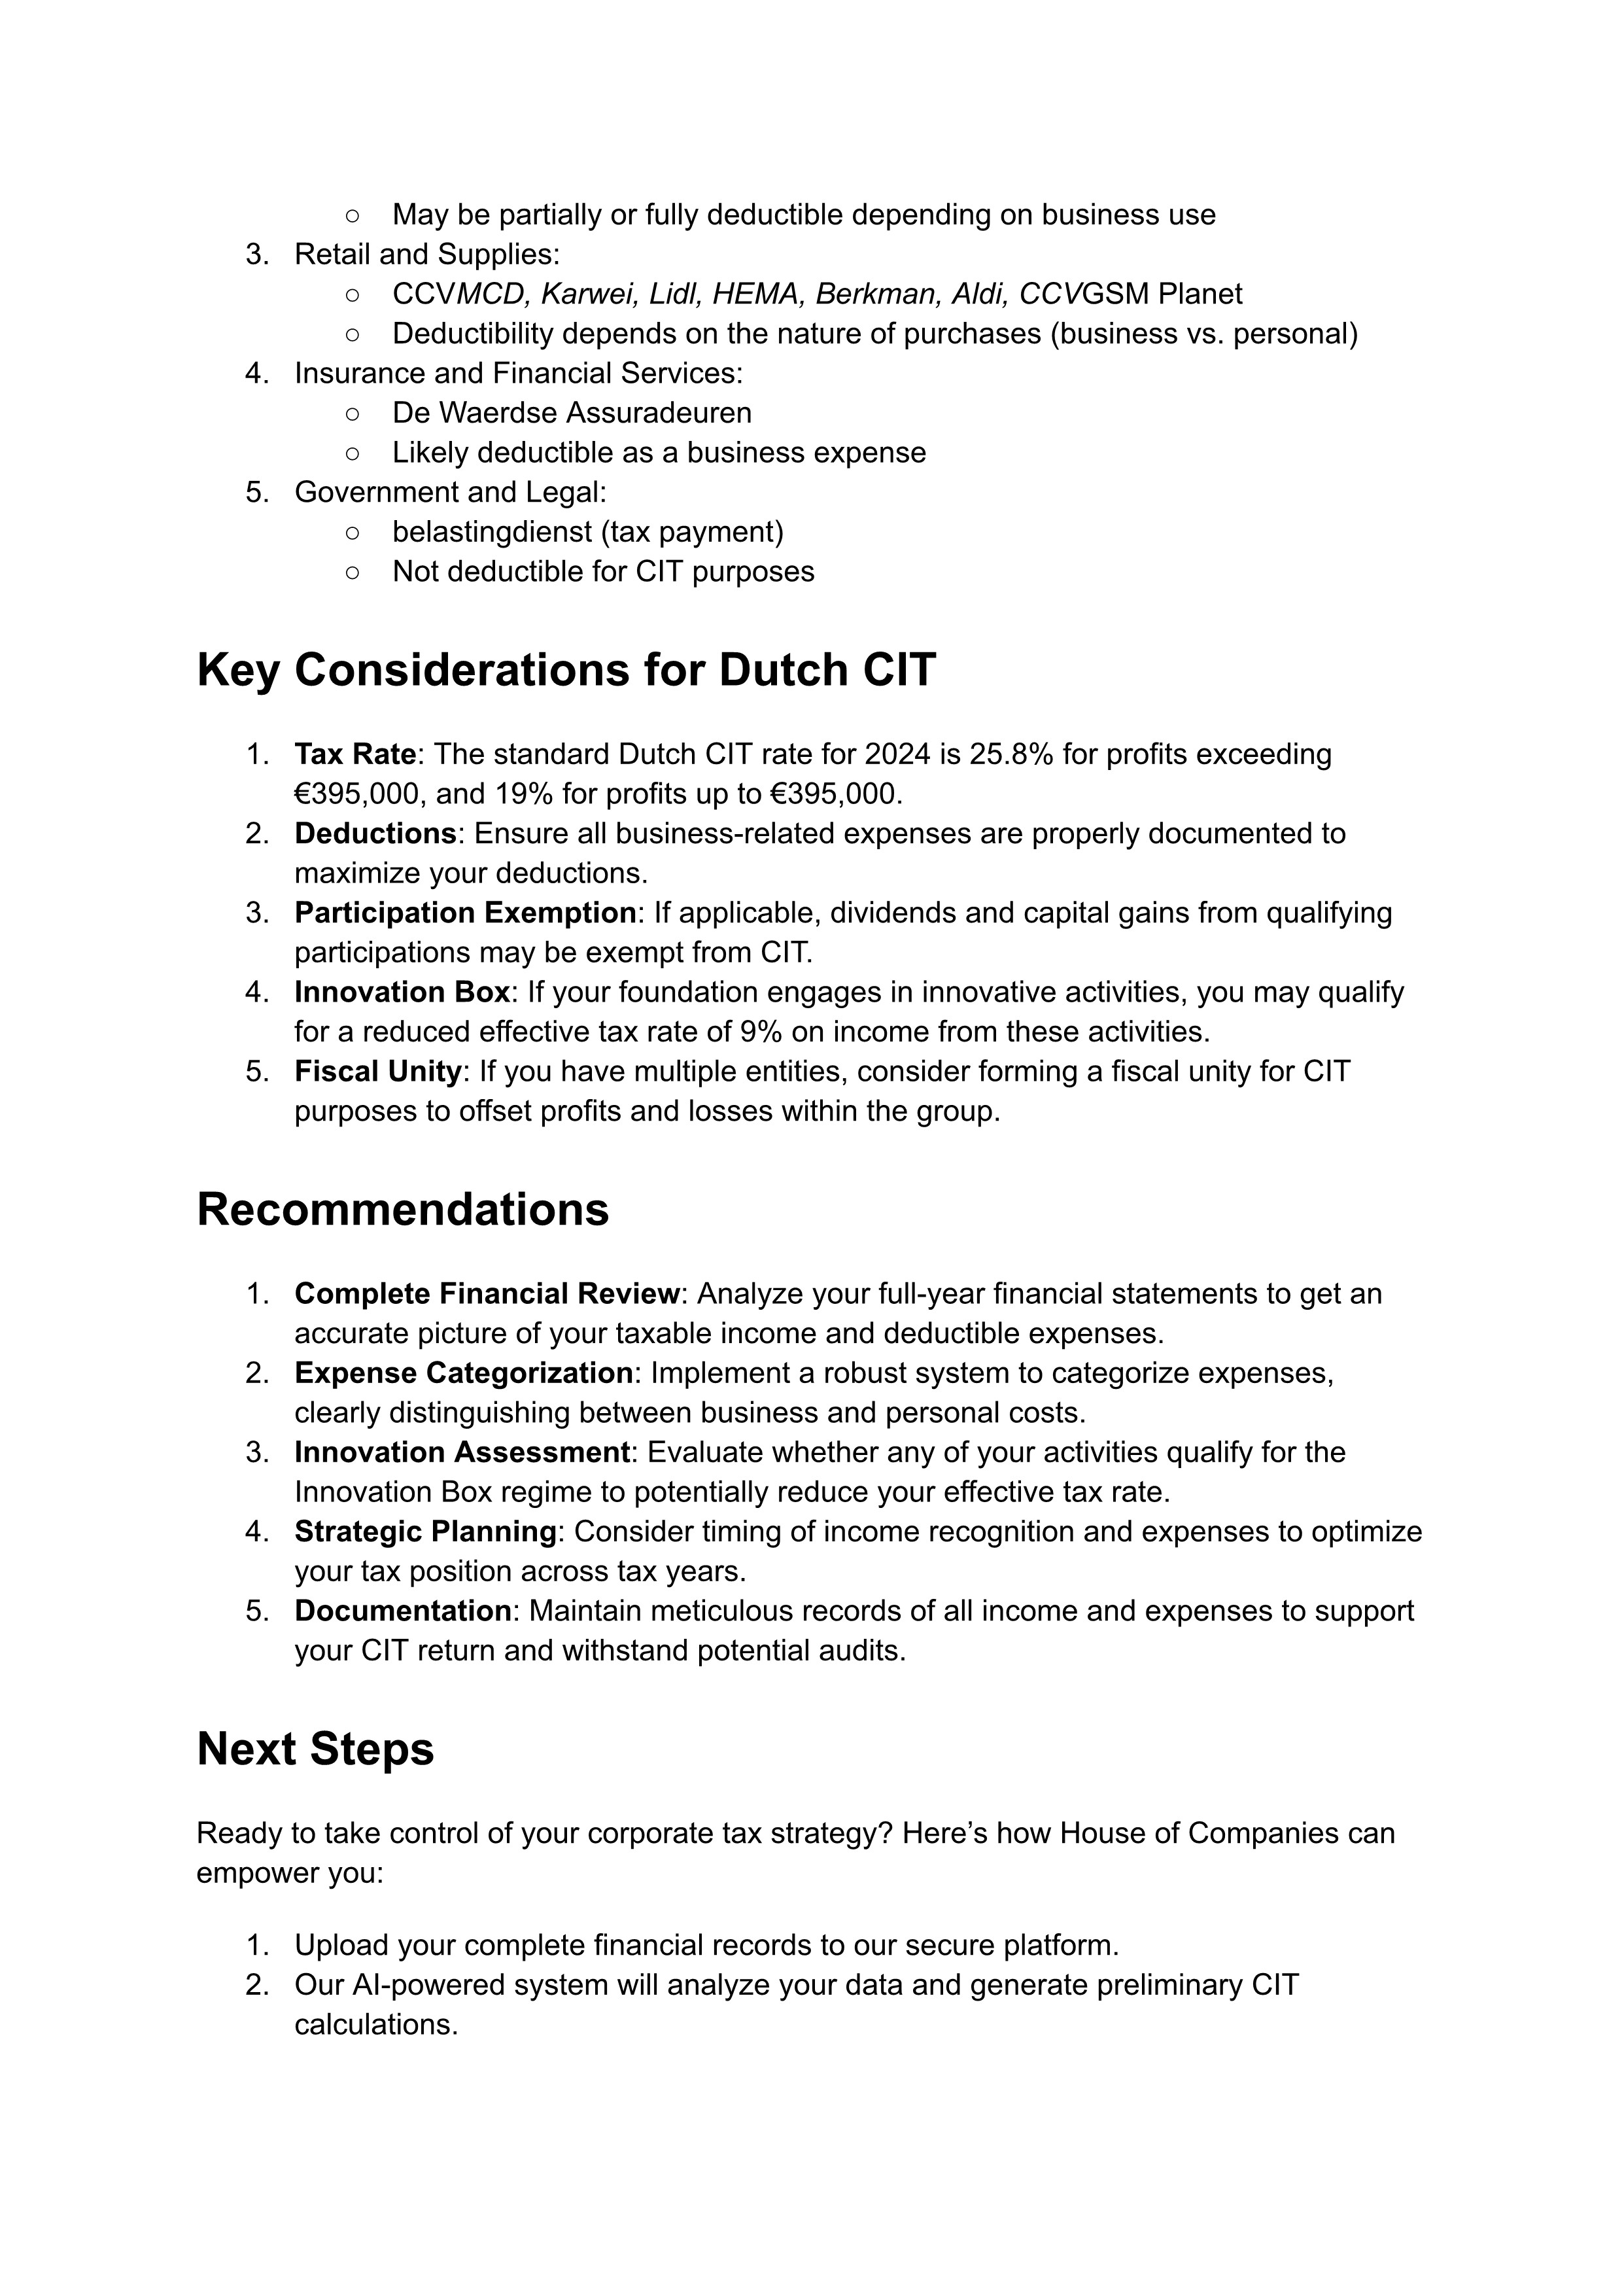 ○ May be partially or fully deductible depending on business use
3. Retail and Supplies:
○ CCVMCD, Karwei, Lidl, HEMA, Berkman, Aldi, CCVGSM Planet
○ Deductibility depends on the nature of purchases (business vs. personal)
4. Insurance and Financial Services:
○ De Waerdse Assuradeuren
○ Likely deductible as a business expense
5. Government and Legal:
○ belastingdienst (tax payment)
○ Not deductible for CIT purposes
Key Considerations for Dutch CIT
1. Tax Rate: The standard Dutch CIT rate for 2024 is 25.8% for profits exceeding
€395,000, and 19% for profits up to €395,000.
2. Deductions: Ensure all business-related expenses are properly documented to
maximize your deductions.
3. Participation Exemption: If applicable, dividends and capital gains from qualifying
participations may be exempt from CIT.
4. Innovation Box: If your foundation engages in innovative activities, you may qualify
for a reduced effective tax rate of 9% on income from these activities.
5. Fiscal Unity: If you have multiple entities, consider forming a fiscal unity for CIT
purposes to offset profits and losses within the group.
Recommendations
1. Complete Financial Review: Analyze your full-year financial statements to get an
accurate picture of your taxable income and deductible expenses.
2. Expense Categorization: Implement a robust system to categorize expenses,
clearly distinguishing between business and personal costs.
3. Innovation Assessment: Evaluate whether any of your activities qualify for the
Innovation Box regime to potentially reduce your effective tax rate.
4. Strategic Planning: Consider timing of income recognition and expenses to optimize
your tax position across tax years.
5. Documentation: Maintain meticulous records of all income and expenses to support
your CIT return and withstand potential audits.
Next Steps
Ready to take control of your corporate tax strategy? Here’s how House of Companies can
empower you:
1. Upload your complete financial records to our secure platform.
2. Our AI-powered system will analyze your data and generate preliminary CIT
calculations.